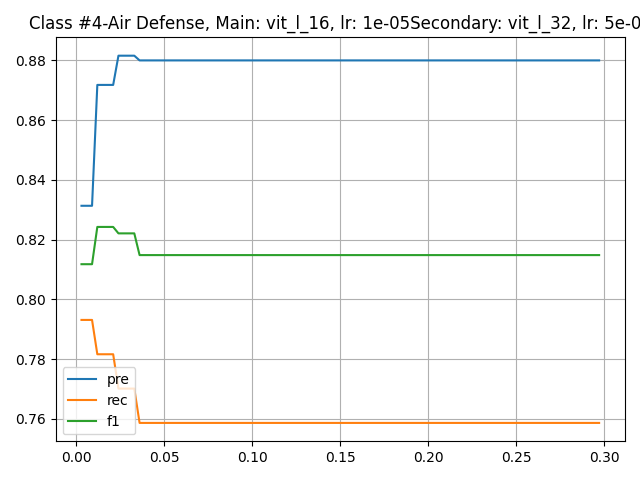 Class #4-Air Defense, Main: vit_l_16, lr: 1e-05Secondary: vit_l_32, lr: 5e-0
0.88
0.86
0.84
0.82
0.80
0.78
0.76
pre
rec
f1
0.00 0.05 0.10 0.15 0.20 0.25 0.30